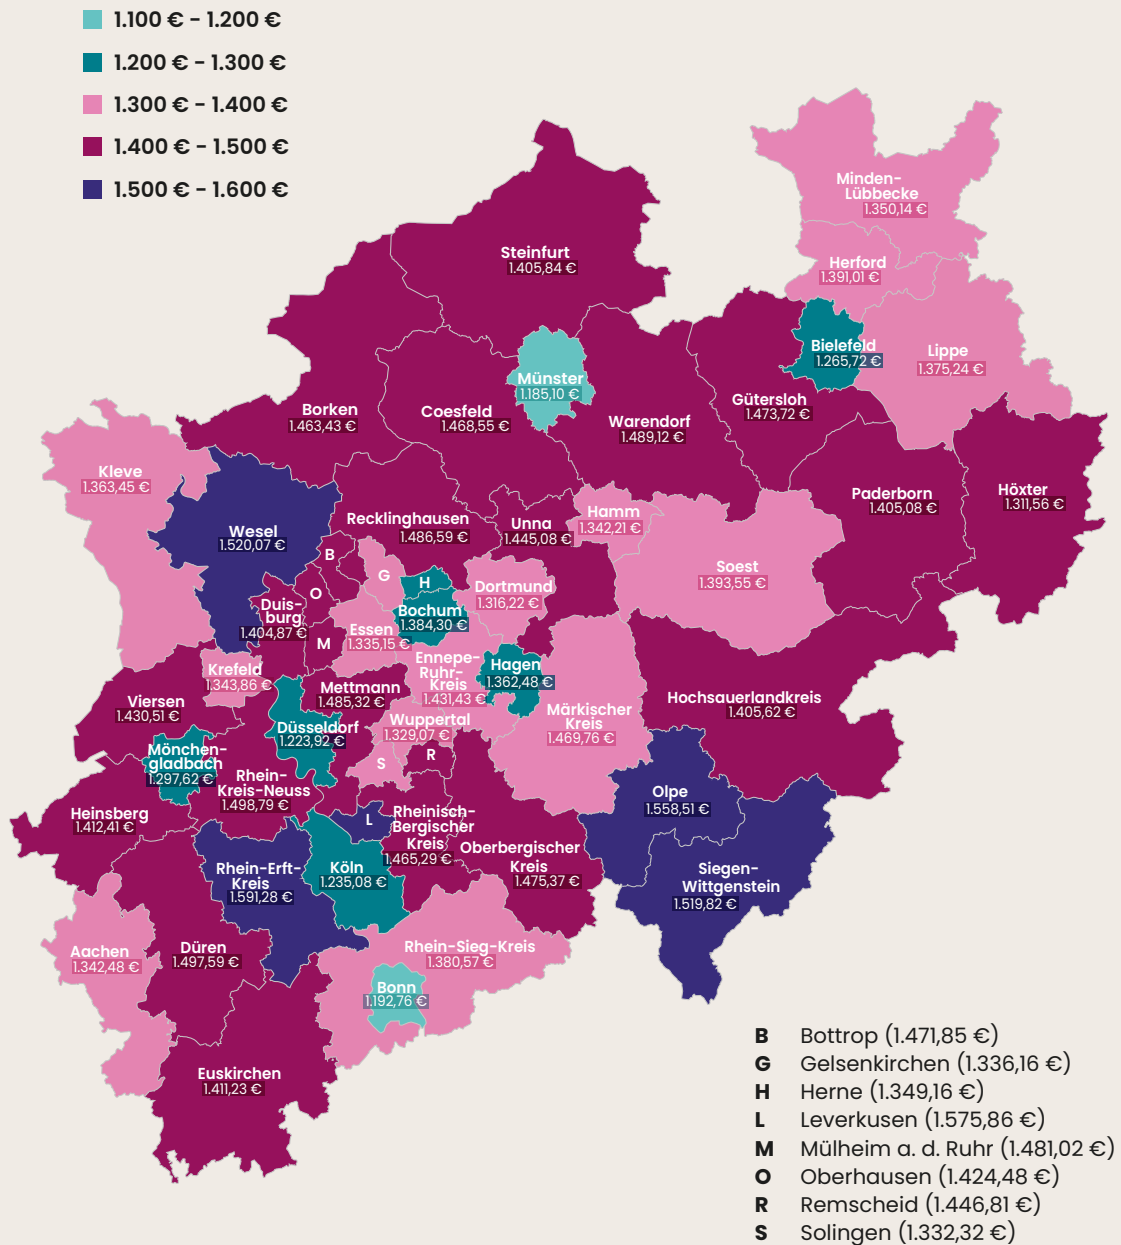 1.100 € - 1.200 €
1.200 € - 1.300 €
1.300 € - 1.400 €
1.400 € - 1.500 €
1.500 € - 1.600 €
Minden-
Lübbecke
1.350,14 €
Steinfurt
1.405,84 €
Herford
1.391,01 €
Bielefeld
1.265,72 €
Lippe
1.375,24 €
Münster
1.185,10 €
Gütersloh
1.473,72 €
Borken
1.463,43 €
Coesfeld
1.468,55 €
Warendorf
1.489,12 €
Kleve
1.363,45 €
Paderborn
1.405,08 €
Höxter
1.311,56 €
Wesel
1.520,07 €
Recklinghausen
1.486,59 €
Unna
1.445,08 €
Hamm
1.342,21 €
B
G
H
O
M
Soest
1.393,55 €
Dortmund
1.316,22 €
Duis-
burg
1.404,87 €
Bochum
1.384,30 €
Essen
1.335,15 €
Krefeld
1.343,86 €
Ennepe-
Ruhr-
Kreis
1.431,43 €
Hagen
1.362,48 €
Viersen
1.430,51 €
Mettmann
1.485,32 €
Hochsauerlandkreis
1.405,62 €
Märkischer
Kreis
1.469,76 €
Düsseldorf
1.223,92 €
Wuppertal
1.329,07 €
R
S
Mönchen-
gladbach
1.297,62 €
Rhein-
Kreis-Neuss
1.498,79 €
Olpe
1.558,51 €
Heinsberg
1.412,41 €
L
Rheinisch-
Bergischer
Kreis
1.465,29 €
Oberbergischer
Kreis
1.475,37 €
Rhein-Erft-
Kreis
1.591,28 €
Köln
1.235,08 €
Siegen-
Wittgenstein
1.519,82 €
Aachen
1.342,48 €
Düren
1.497,59 €
Rhein-Sieg-Kreis
1.380,57 €
Bonn
1.192,76 €
Euskirchen
1.411,23 €
B Bottrop (1.471,85 €)
G Gelsenkirchen (1.336,16 €)
H Herne (1.349,16 €)
L Leverkusen (1.575,86 €)
M Mülheim a. d. Ruhr (1.481,02 €)
O Oberhausen (1.424,48 €)
R Remscheid (1.446,81 €)
S Solingen (1.332,32 €)